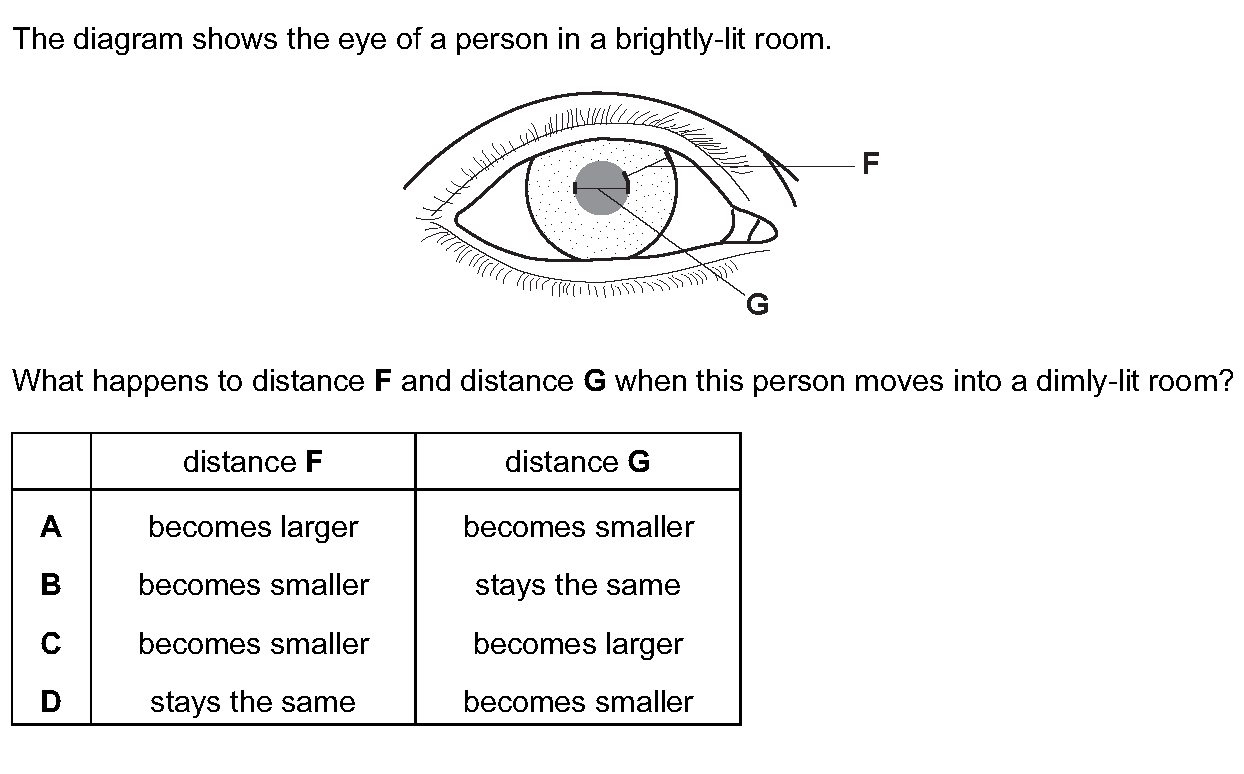 The diagram shows the eye of a person in a brightly-lit room.
F
G
What happens to distance F and distance G when this person moves into a dimly-lit room?
distance F distance G
A becomes larger becomes smaller
B becomes smaller stays the same
C becomes smaller becomes larger
D stays the same becomes smaller